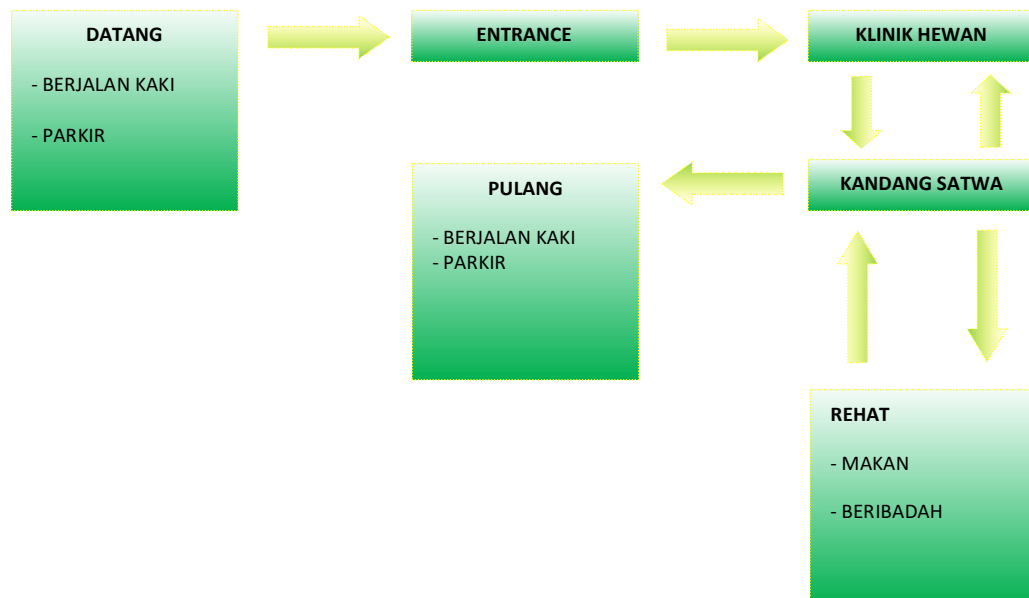 DATANG
- BERJALAN KAKI
- PARKIR
ENTRANCE
KLINIK HEWAN
KANDANG SATWA
PULANG
- BERJALAN KAKI
- PARKIR
REHAT
- MAKAN
- BERIBADAH